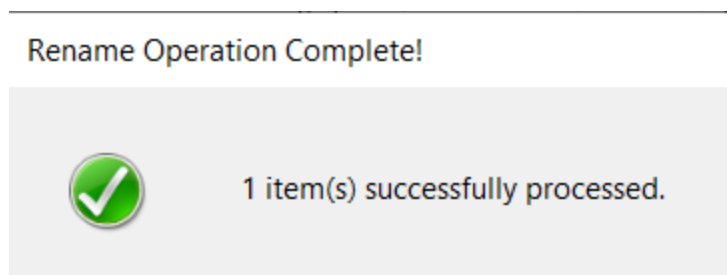 Rename Operation Complete!
1 item(s) successfully processed.